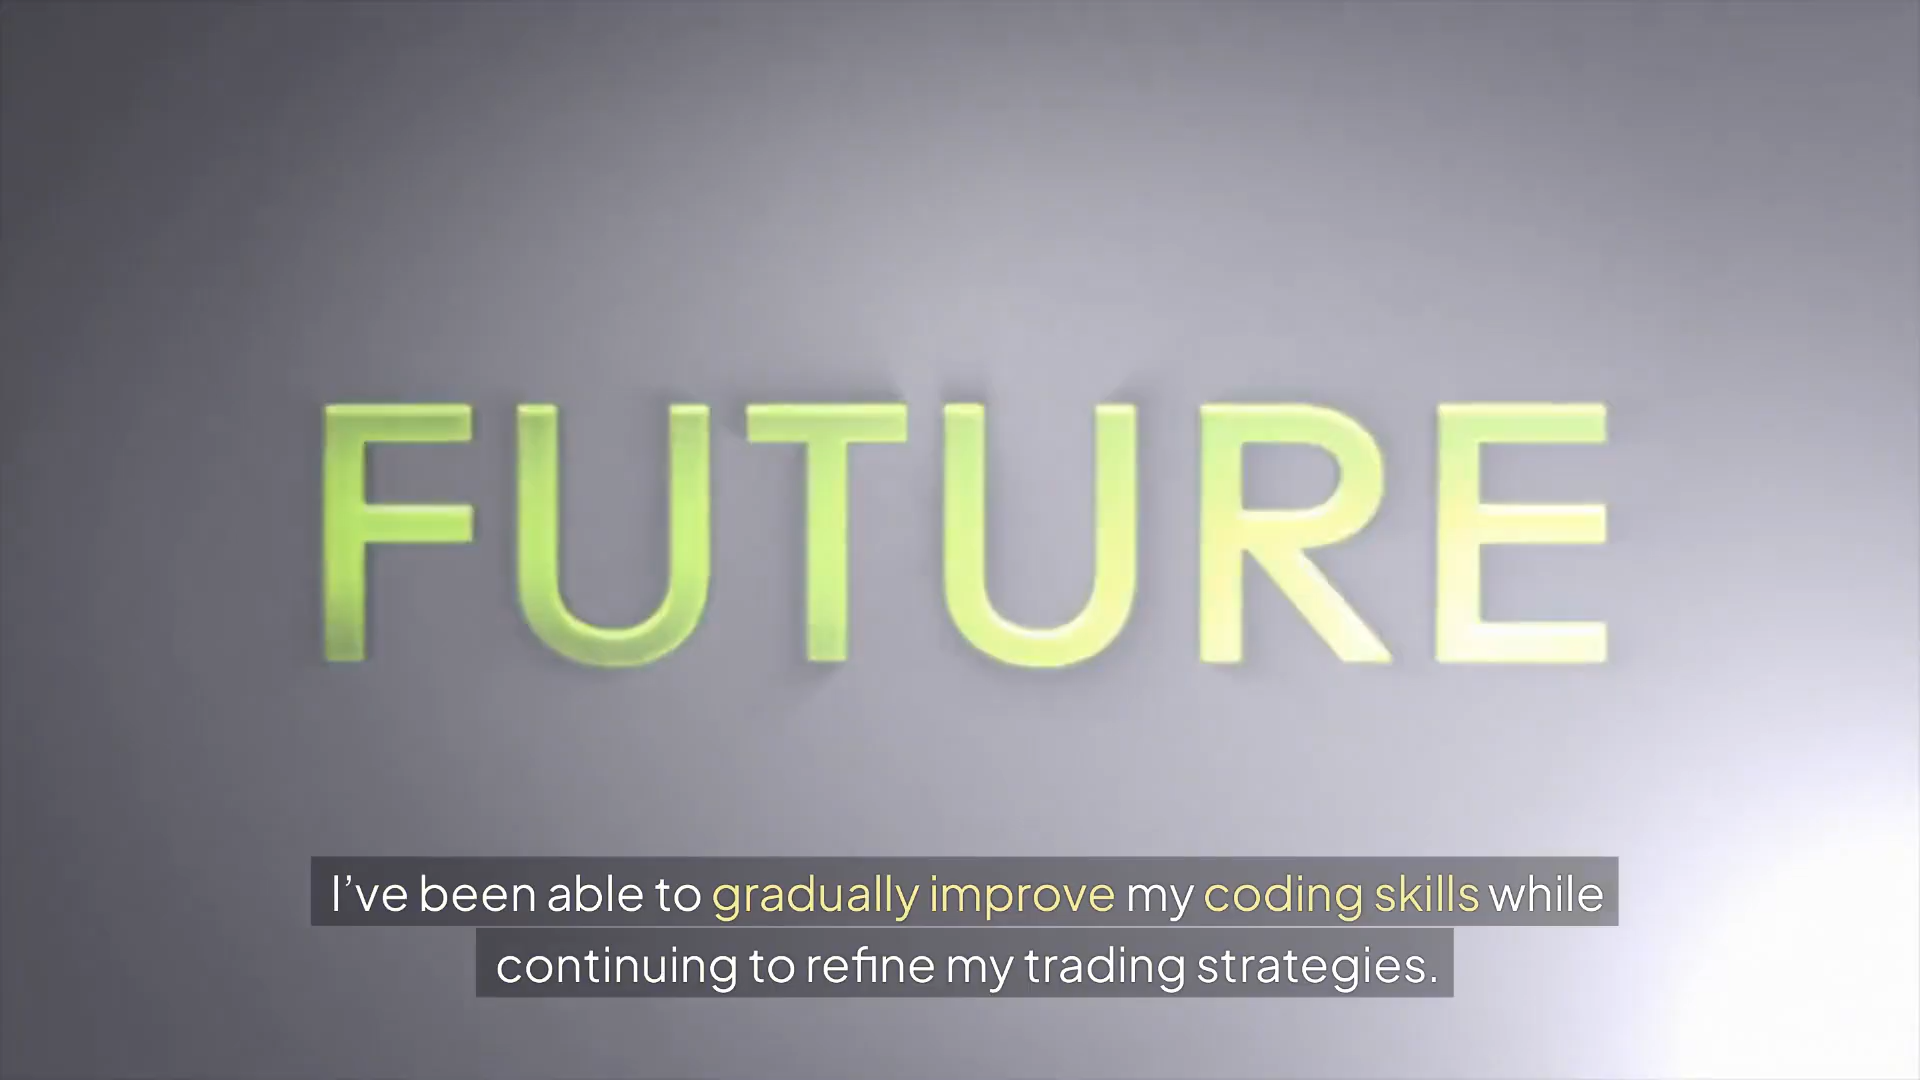 FUTURE
I’ve been able to gradually improve my coding skills while
continuing to refine my trading strategies.